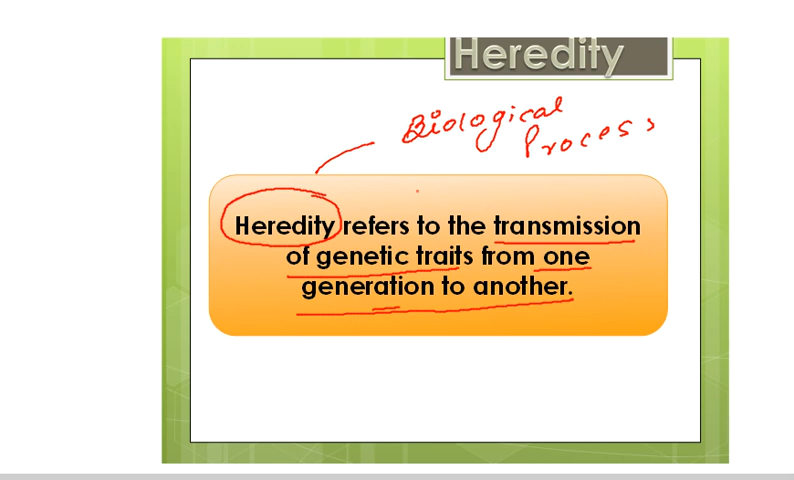 Heredity
Biological
Process
Heredity refers to the transmission
of genetic traits from one
generation to another.